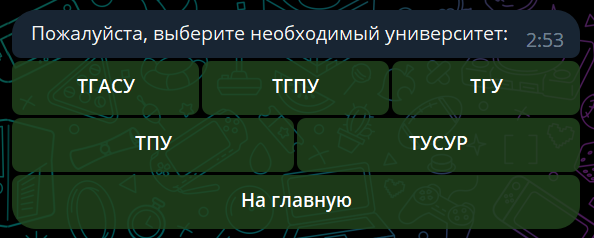 Пожалуйста, выберите необходимый университет:
2:53
ТГАСУ ТГПУ ТГУ
ТПУ ТУСУР
На главную